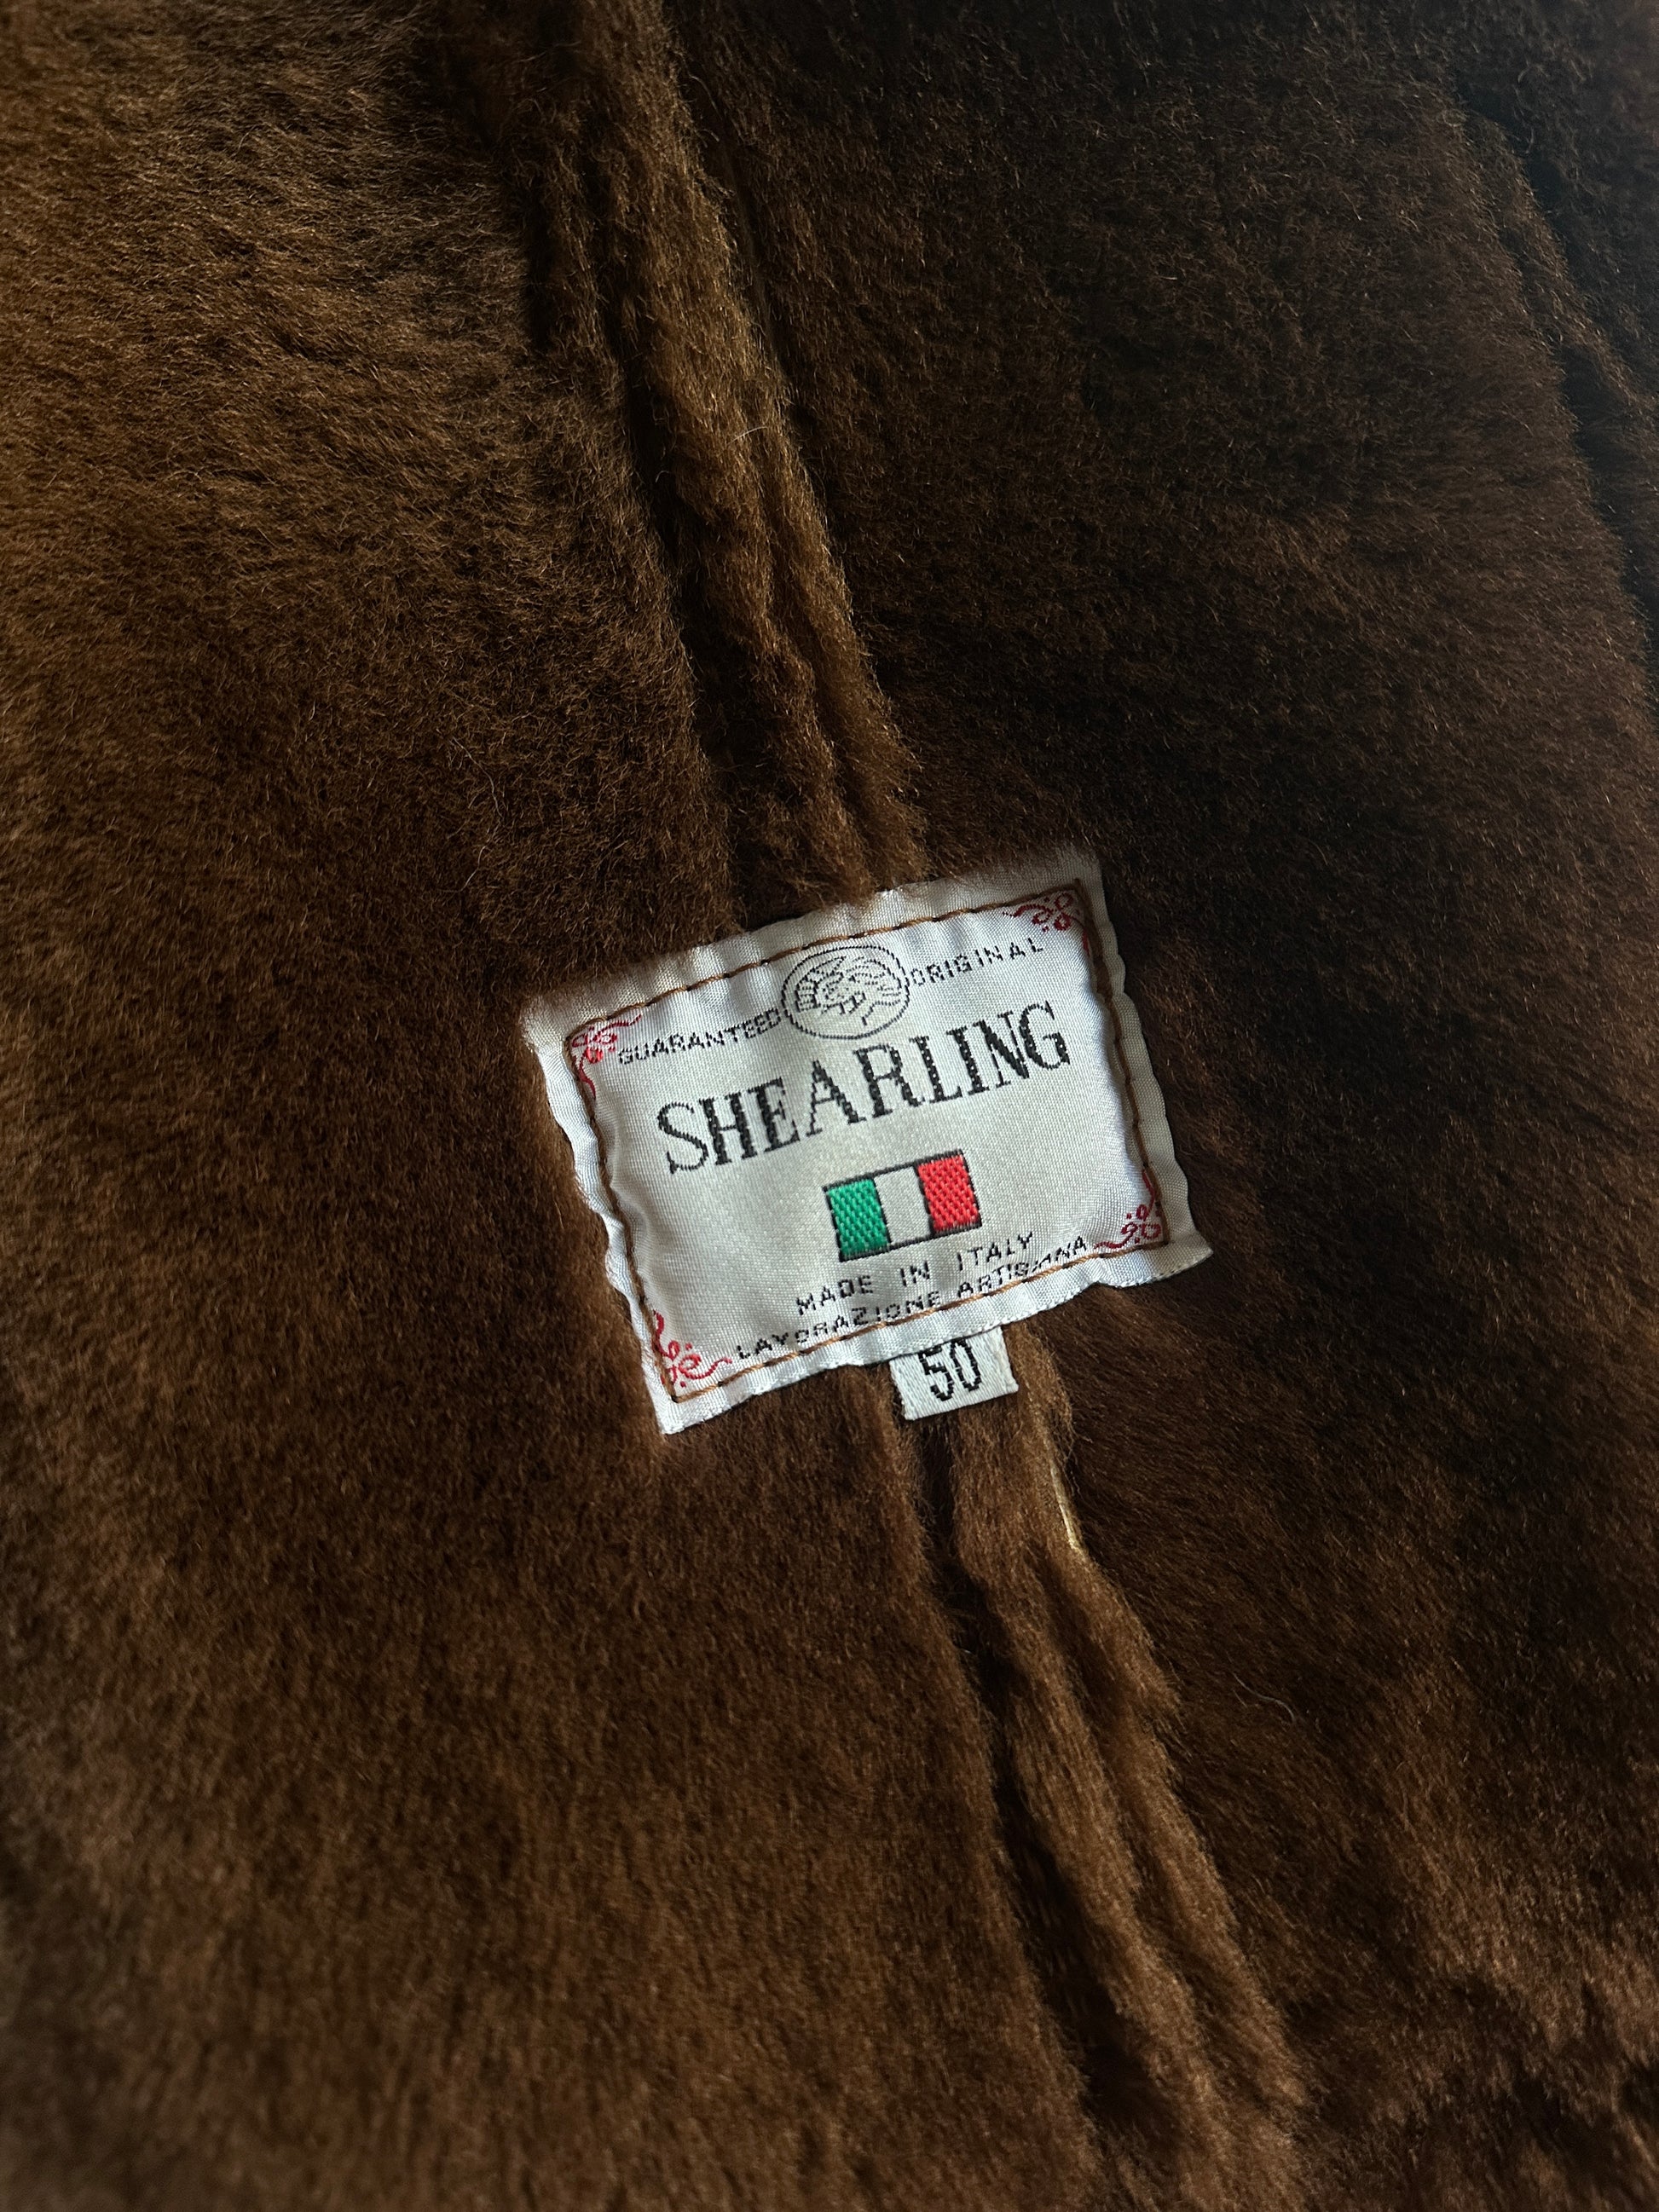 GUARANTEED ORIGINAL
SHEARLING
MADE IN ITALY
LAVORAZIONE ARTIGIANA
50